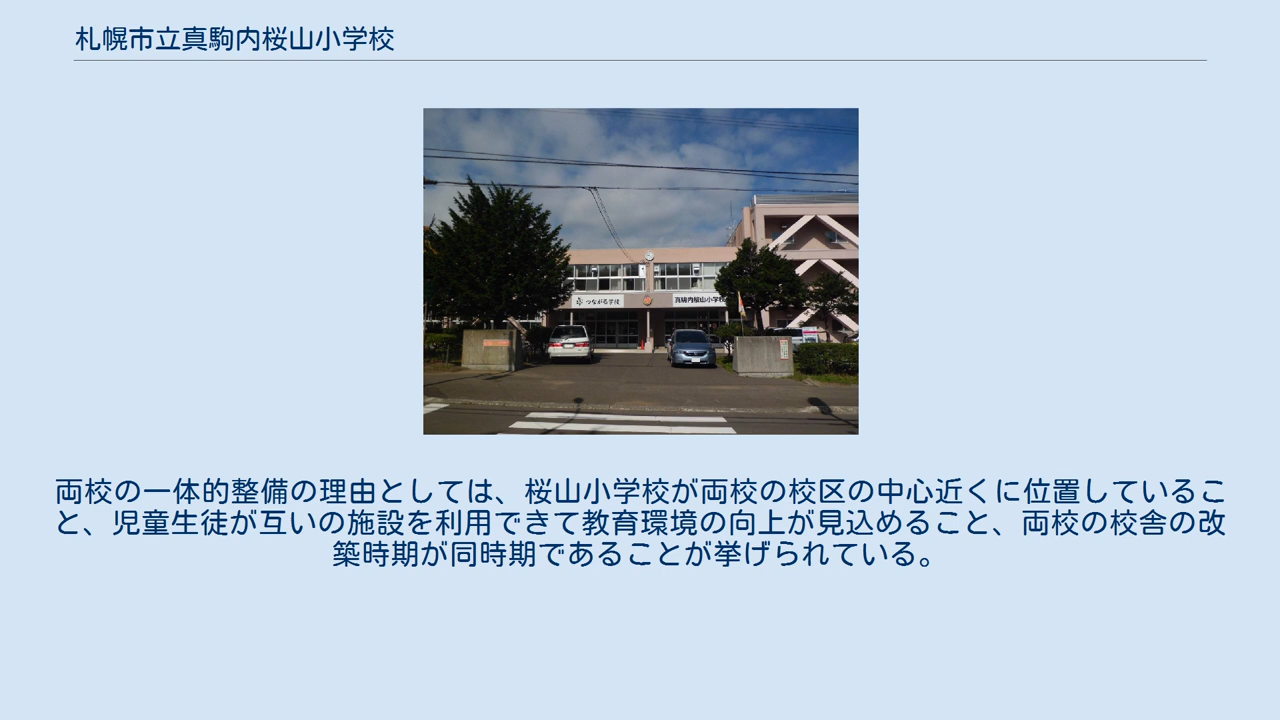 札幌市立真駒内桜山小学校
つながる学校
真駒内桜山小学校
両校の一体的整備の理由としては、桜山小学校が両校の校区の中心近くに位置しているこ
と、児童生徒が互いの施設を利用できて教育環境の向上が見込めること、両校の校舎の改
築時期が同時期であることが挙げられている。